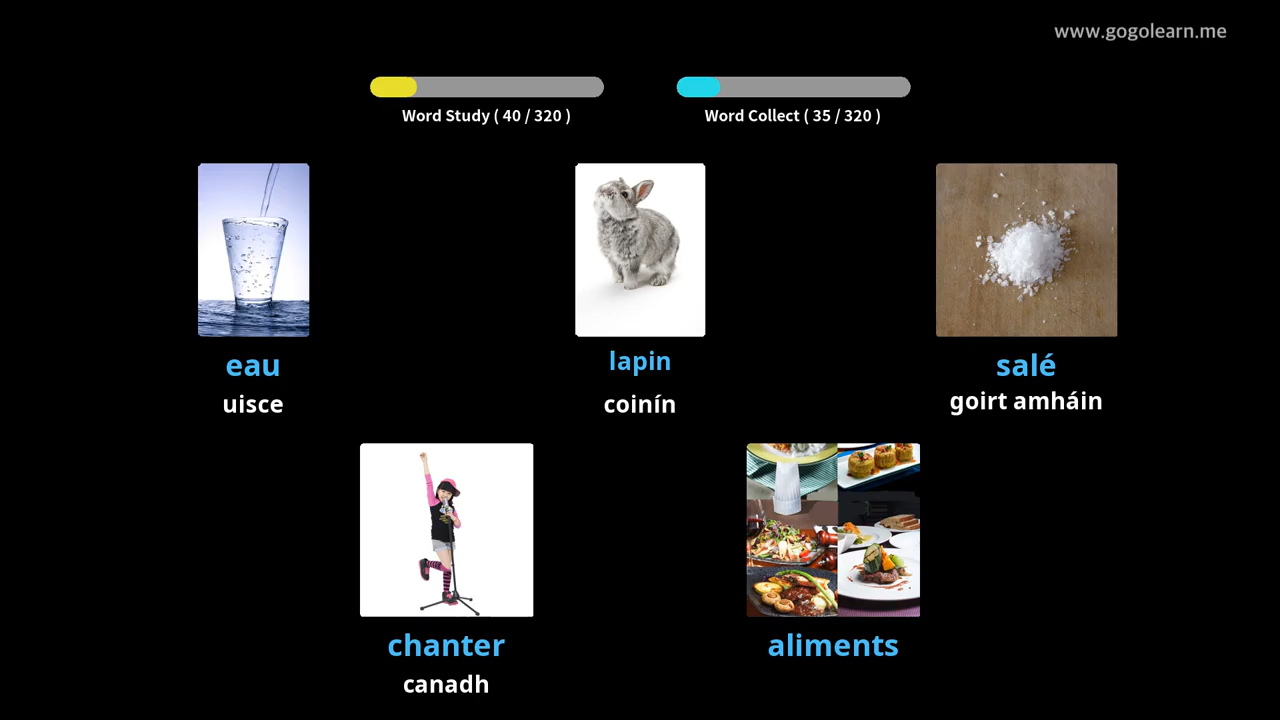 www.gogolearn.me
Word Study ( 40 / 320 )
Word Collect ( 35 / 320 )
eau
uisce
lapin
coinín
salé
goirt amháin
chanter
canadh
aliments